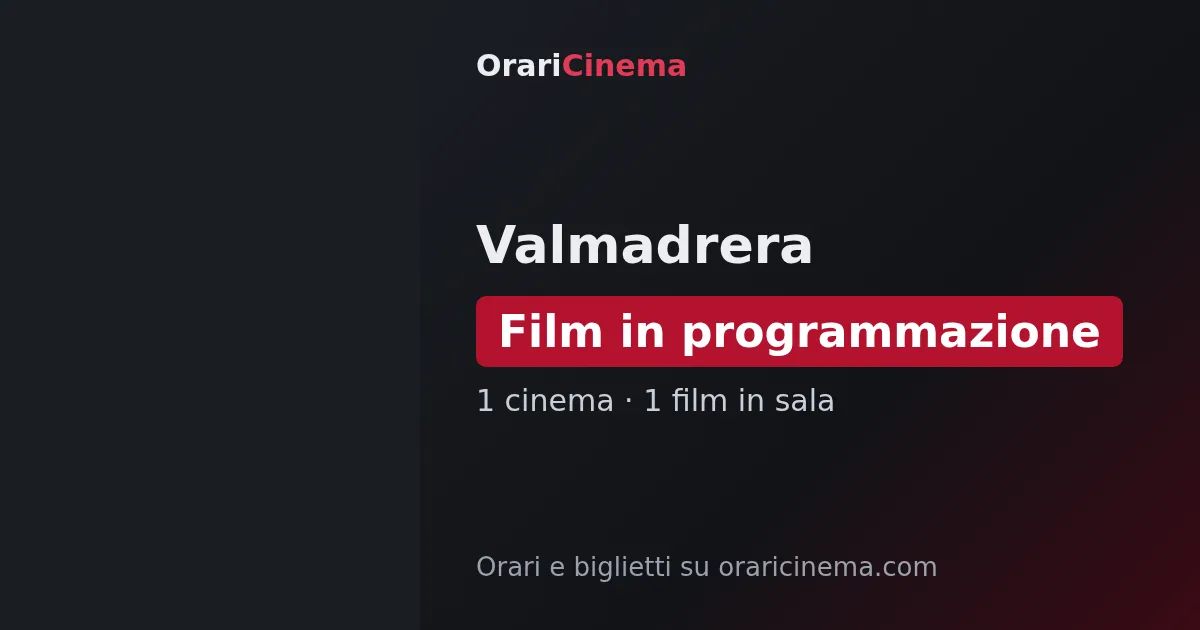 OrariCinema
Valmadrera
Film in programmazione
1 cinema · 1 film in sala
Orari e biglietti su oraricinema.com